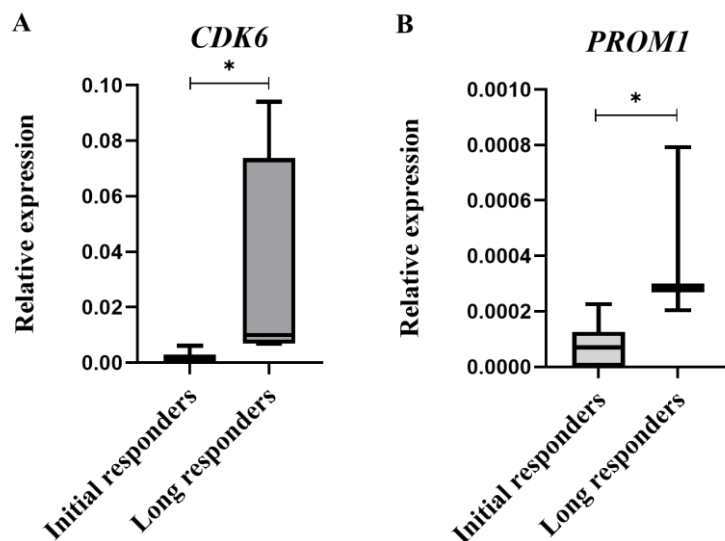 A
CDK6
*
Relative expression
0.10
0.08
0.06
0.04
0.02
0.00
Initial responders
Long responders
B
PROM1
*
Relative expression
0.0010
0.0008
0.0006
0.0004
0.0002
0.0000
Initial responders
Long responders